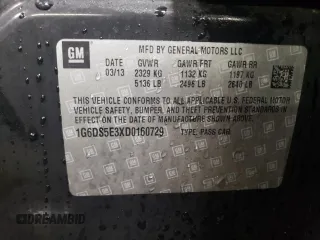 GM
MFD BY GENERAL MOTORS LLC
DATE GVWR GAWR FRT GAWR RR
03/13 2329 KG 1132 KG 1197 KG
5136 LB 2496 LB 2640 LB
THIS VEHICLE CONFORMS TO ALL APPLICABLE U.S. FEDERAL MOTOR
VEHICLE SAFETY, BUMPER, AND THEFT PREVENTION STANDARDS IN
EFFECT ON THE DATE OF MANUFACTURE SHOWN ABOVE.
1G6DS5E3XD0160729 TYPE: PASS CAR
DREAMBID